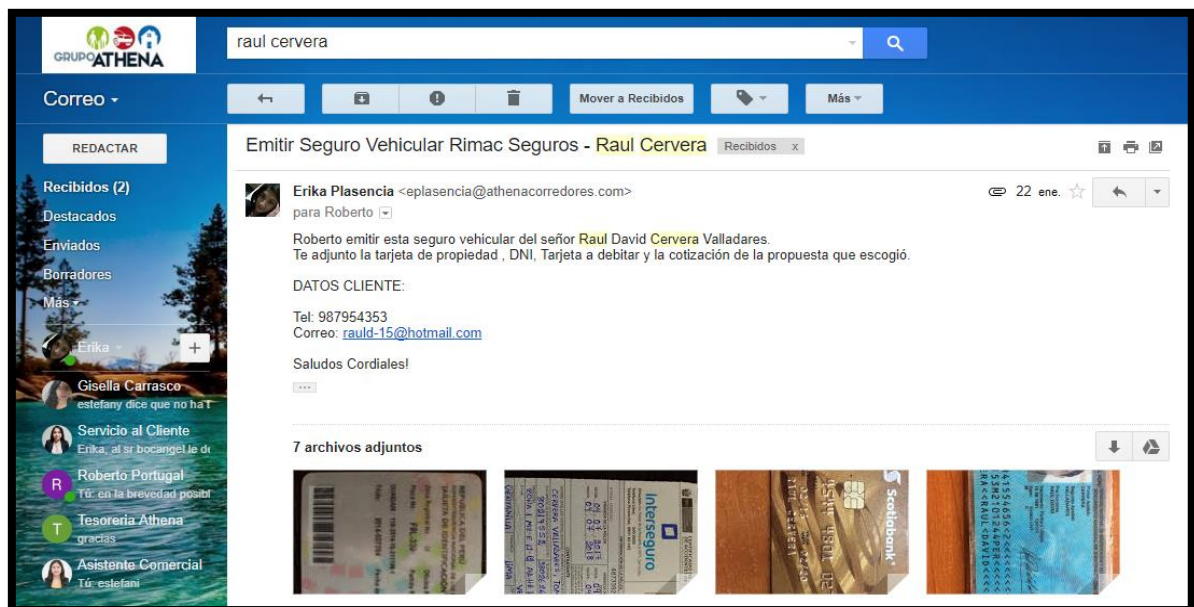 GRUPO ATHENA
raul cervera
Correo
Mover a Recibidos
Más
REDACTAR
Emitir Seguro Vehicular Rimac Seguros - Raul Cervera Recibidos x
Recibidos (2)
Destacados
Enviados
Borradores
Más
Erika
Gisella Carrasco
estefany dice que no ha
Servicio al Cliente
Erika, al sr bocangel le
Roberto Portugal
Tú: en la brevedad
Tesoreria Athena
gracias
Asistente Comercial
Tú: estefani
Erika Plasencia <eplasencia@athenacorredores.com> 22 ene.
para Roberto
Roberto emitir esta seguro vehicular del señor Raul David Cervera Valladares.
Te adjunto la tarjeta de propiedad , DNI, Tarjeta a debitar y la cotización de la propuesta que escogió.
DATOS CLIENTE:
Tel: 987954353
Correo: rauld-15@hotmail.com
Saludos Cordiales!
7 archivos adjuntos
REPUBLICA DEL PERU
Interseguro
CERVERA VALLADARES
Scotiabank